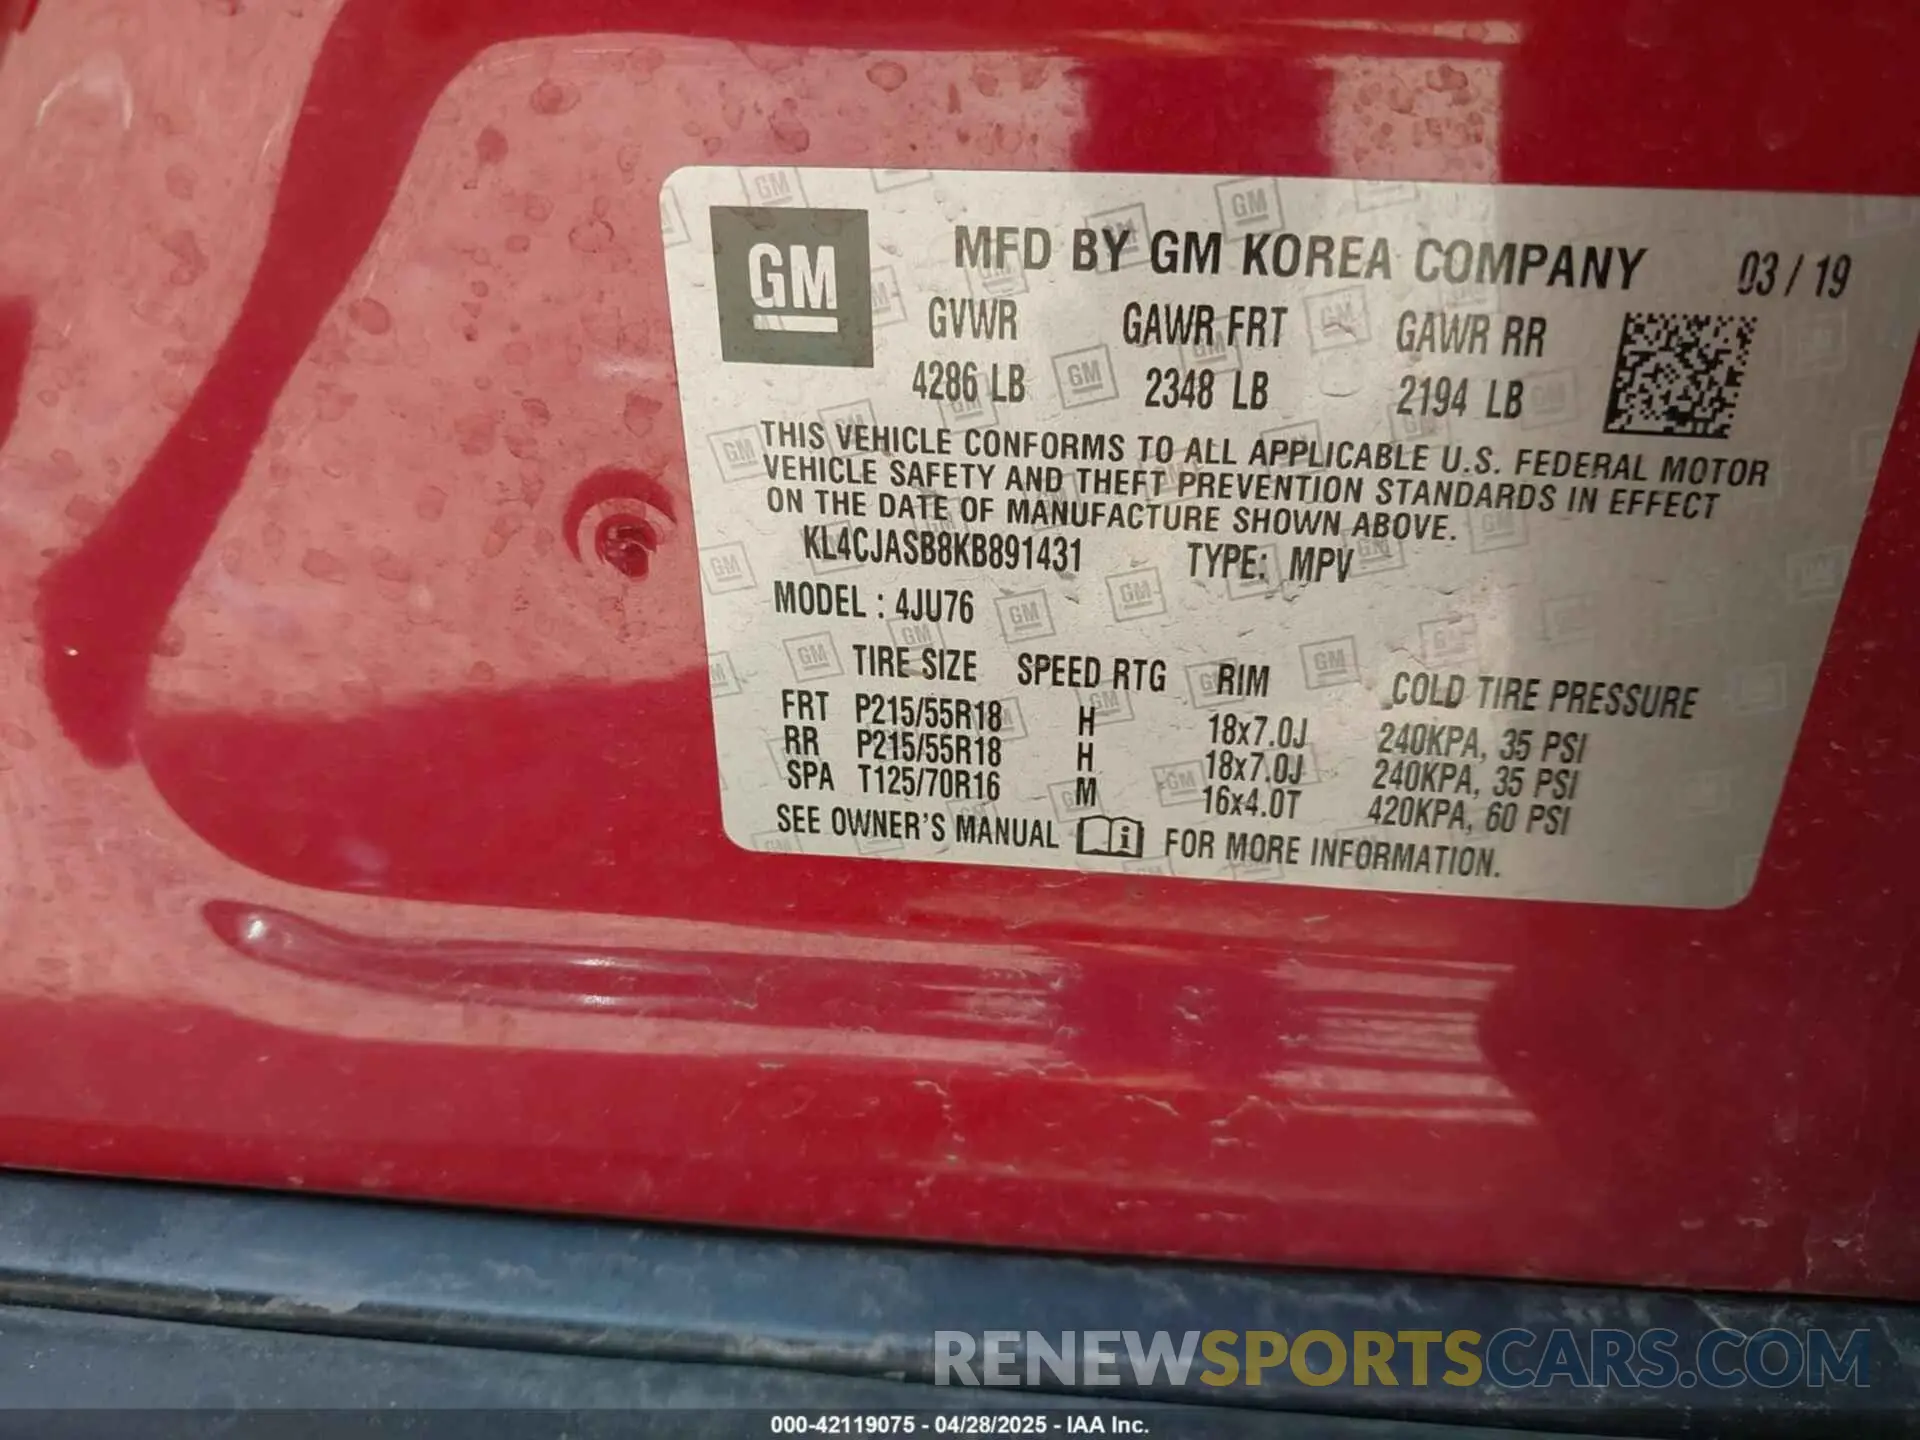 GM
MFD BY GM KOREA COMPANY 03 / 19
GVWR GAWR FRT GAWR RR
4286 LB 2348 LB 2194 LB
THIS VEHICLE CONFORMS TO ALL APPLICABLE U.S. FEDERAL MOTOR
VEHICLE SAFETY AND THEFT PREVENTION STANDARDS IN EFFECT
ON THE DATE OF MANUFACTURE SHOWN ABOVE.
KL4CJASB8KB891431 TYPE: MPV
MODEL : 4JU76
TIRE SIZE SPEED RTG RIM COLD TIRE PRESSURE
FRT P215/55R18 H 18x7.0J 240KPA, 35 PSI
RR P215/55R18 H 18x7.0J 240KPA, 35 PSI
SPA T125/70R16 M 16x4.0T 420KPA, 60 PSI
SEE OWNER'S MANUAL i FOR MORE INFORMATION.
RENEWSPORTSCARS.COM
000-42119075 - 04/28/2025 - IAA Inc.